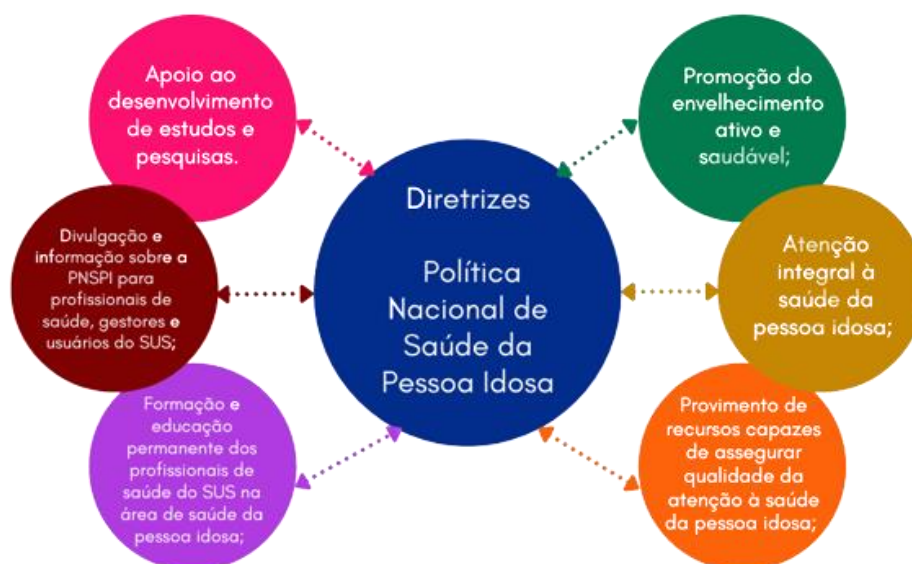 Diretrizes
Política
Nacional de
Saúde da
Pessoa Idosa
Promoção do
envelhecimento
ativo e
saudável;
Atenção
integral à
saúde da
pessoa idosa;
Provimento de
recursos capazes
de assegurar
qualidade da
atenção à saúde
da pessoa idosa;
Formação e
educação
permanente dos
profissionais de
saúde do SUS na
área de saúde da
pessoa idosa;
Divulgação e
informação sobre a
PNSPI para
profissionais de
saúde, gestores e
usuários do SUS;
Apoio ao
desenvolvimento
de estudos e
pesquisas.